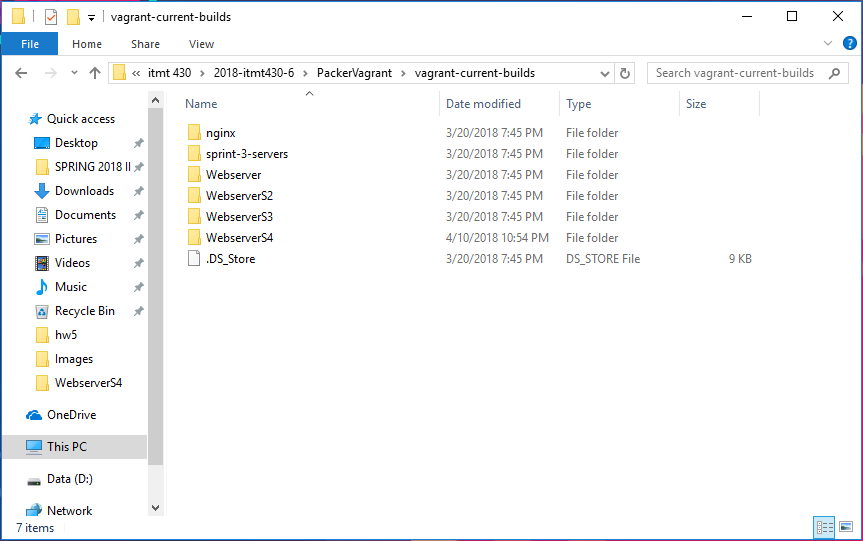 vagrant-current-builds
File Home Share View
« itmt 430 > 2018-itmt430-6 > PackerVagrant > vagrant-current-builds Search vagrant-current-builds
Name Date modified Type Size
Quick access
Desktop
SPRING 2018 II
Downloads
Documents
Pictures
Videos
Music
Recycle Bin
hw5
Images
WebserverS4
OneDrive
This PC
Data (D:)
Network
nginx 3/20/2018 7:45 PM File folder
sprint-3-servers 3/20/2018 7:45 PM File folder
Webserver 3/20/2018 7:45 PM File folder
WebserverS2 3/20/2018 7:45 PM File folder
WebserverS3 3/20/2018 7:45 PM File folder
WebserverS4 4/10/2018 10:54 PM File folder
.DS_Store 3/20/2018 7:45 PM DS_STORE File 9 KB
7 items